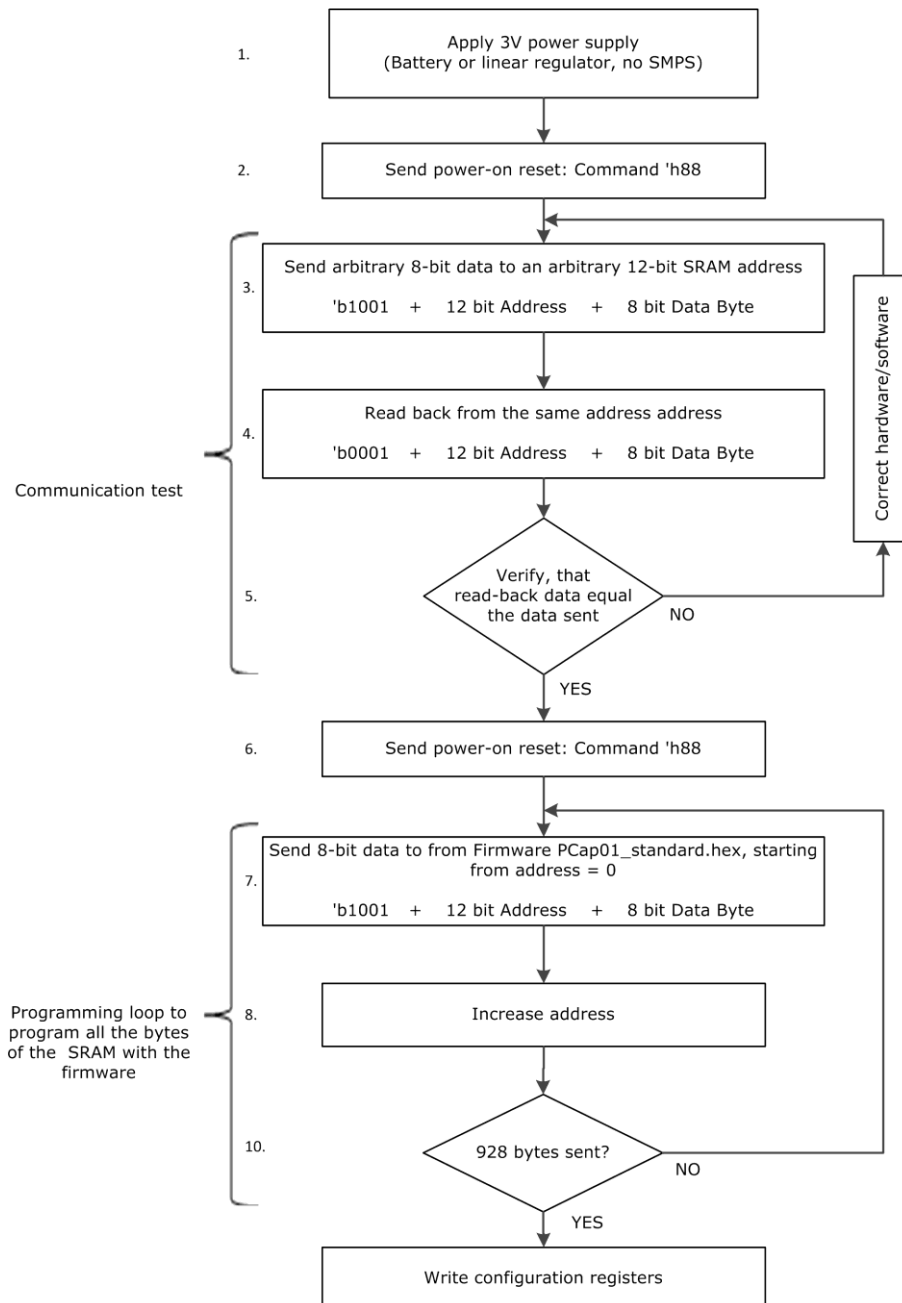 1.
Apply 3V power supply
(Battery or linear regulator, no SMPS)
2.
Send power-on reset: Command 'h88
3.
Send arbitrary 8-bit data to an arbitrary 12-bit SRAM address
'b1001 + 12 bit Address + 8 bit Data Byte
Correct hardware/software
4.
Read back from the same address address
'b0001 + 12 bit Address + 8 bit Data Byte
Communication test
5.
Verify, that
read-back data equal
the data sent
NO
YES
6.
Send power-on reset: Command 'h88
7.
Send 8-bit data to from Firmware PCap01_standard.hex, starting
from address = 0
'b1001 + 12 bit Address + 8 bit Data Byte
Programming loop to
program all the bytes
of the SRAM with the
firmware
8.
Increase address
10.
928 bytes sent?
NO
YES
Write configuration registers